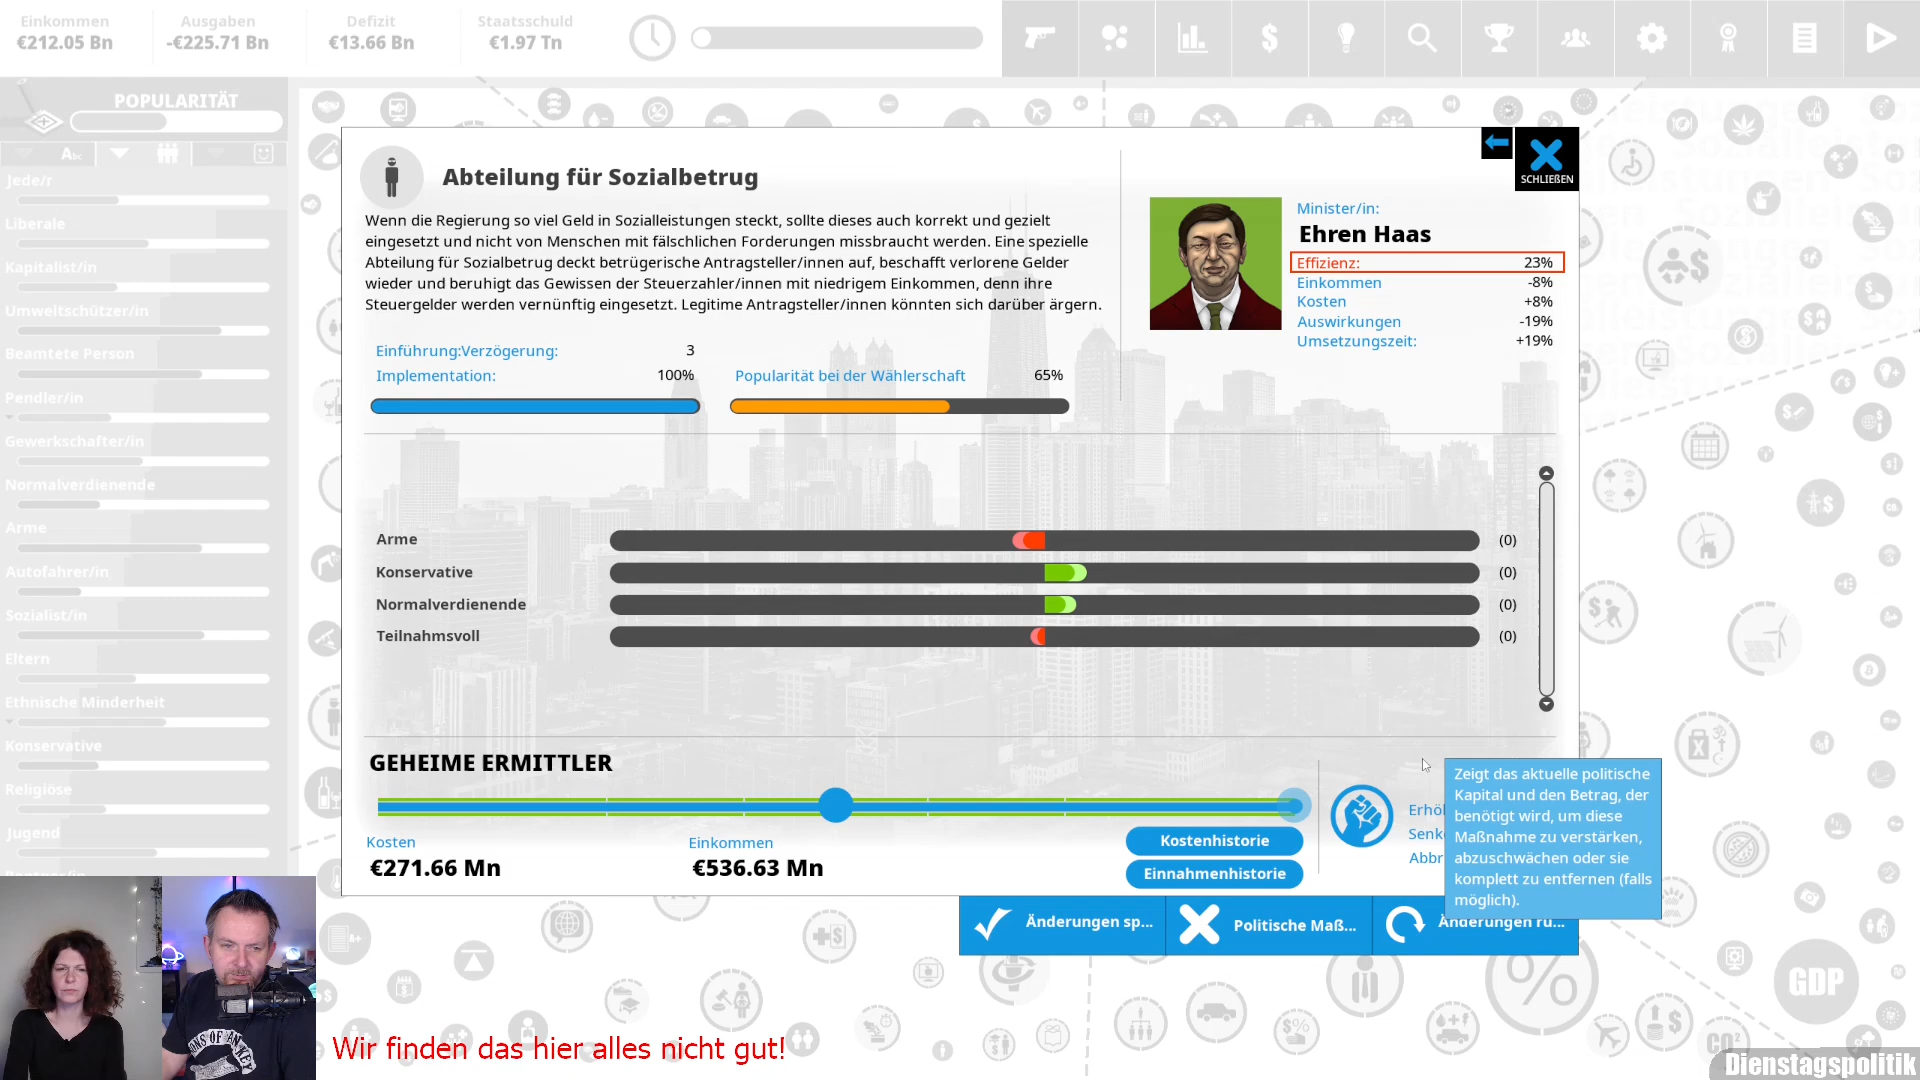 Einkommen
€212.05 Bn
Ausgaben
-€225.71 Bn
Defizit
€13.66 Bn
Staatsschuld
€1.97 Tn
POPULARITÄT
Abc
Jede/r
Liberale
Kapitalist/in
Umweltschützer/in
Beamtete Person
Pendler/in
Gewerkschafter/in
Normalverdienende
Arme
Autofahrer/in
Sozialist/in
Eltern
Ethnische Minderheit
Konservative
Religiöse
Jugend
Abteilung für Sozialbetrug
Wenn die Regierung so viel Geld in Sozialleistungen steckt, sollte dieses auch korrekt und gezielt
eingesetzt und nicht von Menschen mit fälschlichen Forderungen missbraucht werden. Eine spezielle
Abteilung für Sozialbetrug deckt betrügerische Antragsteller/innen auf, beschafft verlorene Gelder
wieder und beruhigt das Gewissen der Steuerzahler/innen mit niedrigem Einkommen, denn ihre
Steuergelder werden vernünftig eingesetzt. Legitime Antragsteller/innen könnten sich darüber ärgern.
Einführung:Verzögerung: 3
Implementation: 100%
Popularität bei der Wählerschaft 65%
SCHLIEẞEN
Minister/in:
Ehren Haas
Effizienz: 23%
Einkommen -8%
Kosten +8%
Auswirkungen -19%
Umsetzungszeit: +19%
Arme (0)
Konservative (0)
Normalverdienende (0)
Teilnahmsvoll (0)
GEHEIME ERMITTLER
Kosten
€271.66 Mn
Einkommen
€536.63 Mn
Kostenhistorie
Einnahmenhistorie
Erhö
Senk
Abbr
Zeigt das aktuelle politische
Kapital und den Betrag, der
benötigt wird, um diese
Maßnahme zu verstärken,
abzuschwächen oder sie
komplett zu entfernen (falls
möglich).
Änderungen sp...
Politische Maß...
Änderungen rü...
GDP
CO²
Wir finden das hier alles nicht gut!
Dienstagspolitik